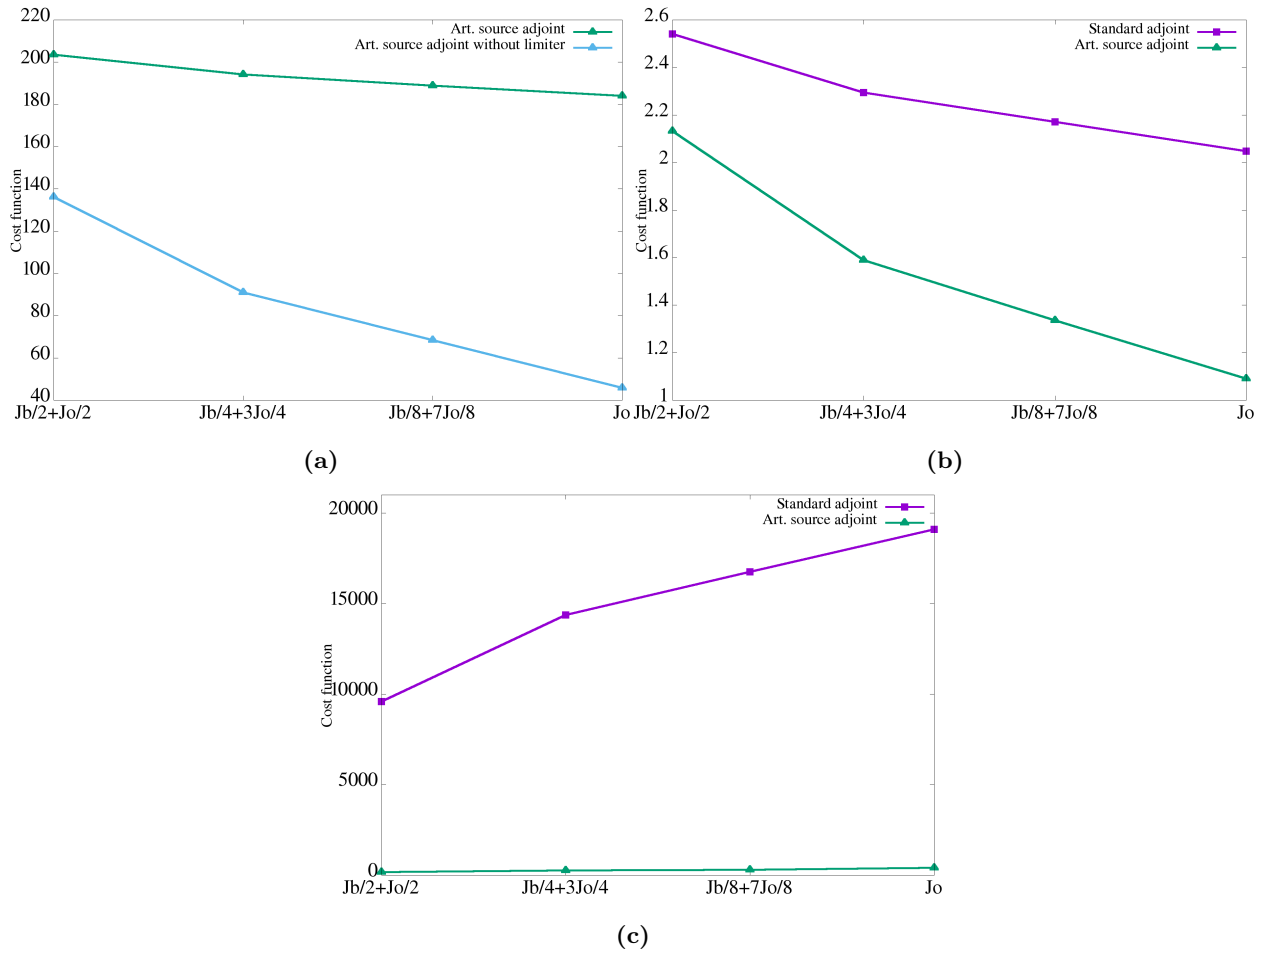 220
200
180
160
140
120
100
80
60
40
Cost function
Art. source adjoint
Art. source adjoint without limiter
Jb/2+Jo/2
Jb/4+3Jo/4
Jb/8+7Jo/8
Jo
(a)
2.6
2.4
2.2
2
1.8
1.6
1.4
1.2
1
Cost function
Standard adjoint
Art. source adjoint
Jb/2+Jo/2
Jb/4+3Jo/4
Jb/8+7Jo/8
Jo
(b)
20000
15000
10000
5000
0
Cost function
Standard adjoint
Art. source adjoint
Jb/2+Jo/2
Jb/4+3Jo/4
Jb/8+7Jo/8
Jo
(c)